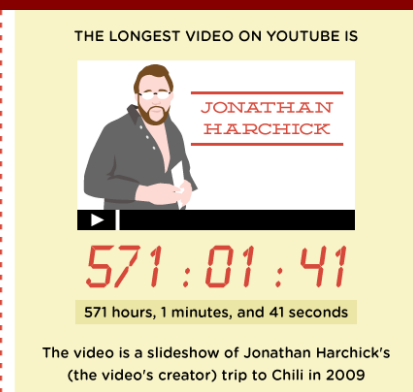 THE LONGEST VIDEO ON YOUTUBE IS
JONATHAN
HARCHICK
571:01:41
571 hours, 1 minutes, and 41 seconds
The video is a slideshow of Jonathan Harchick's
(the video's creator) trip to Chili in 2009